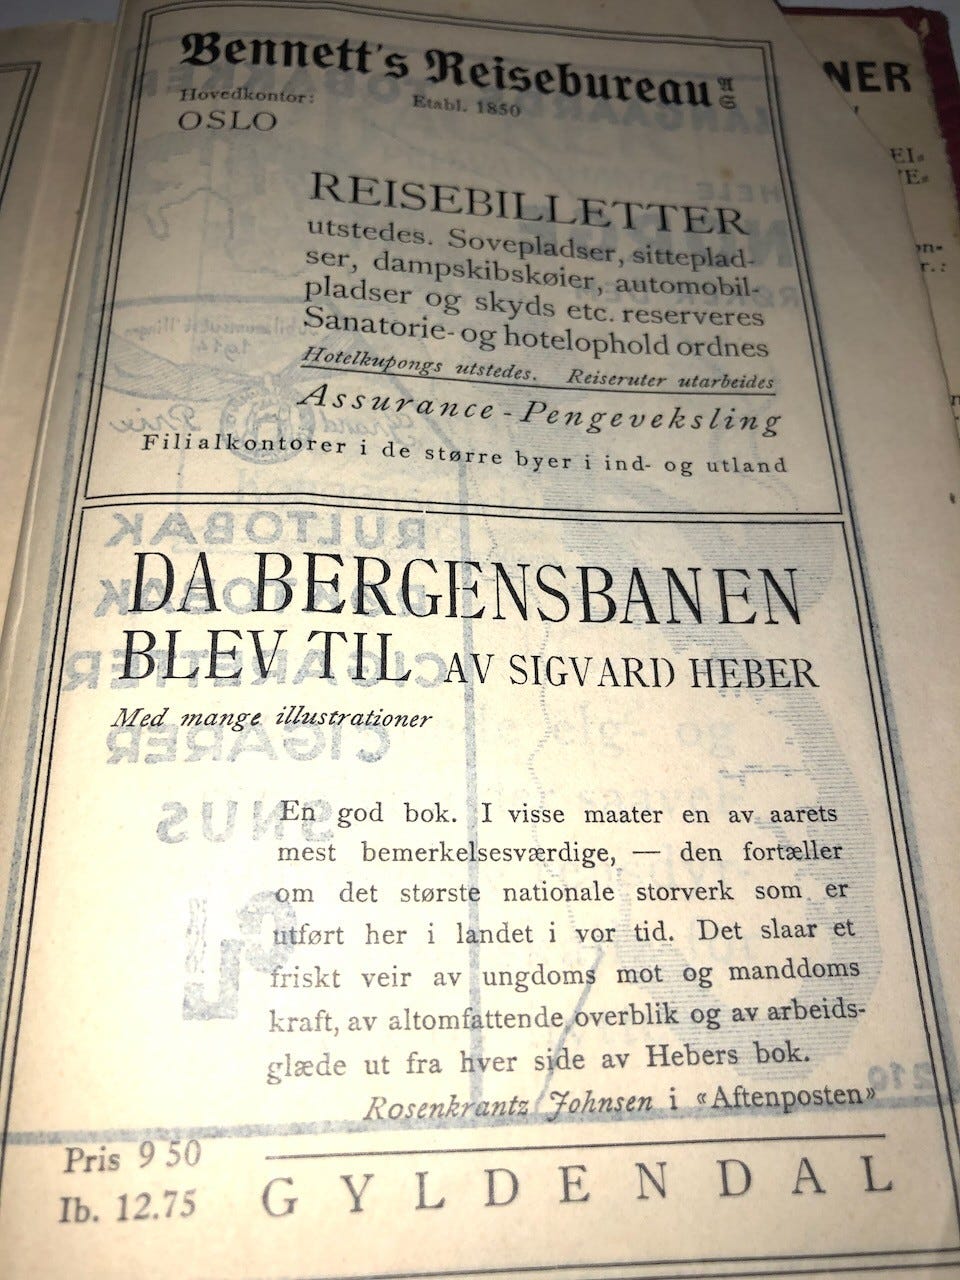 Bennett's Reisebureau A/S
Hovedkontor:
Etabl. 1850
OSLO
REISEBILLETTER
utstedes. Sovepladser, sitteplad-
ser, dampskibskøier, automobil-
pladser og skyds etc. reserveres
Sanatorie- og hotelophold ordnes
Hotelkupongs utstedes. Reiseruter utarbeides
Assurance - Pengeveksling
Filialkontorer i de større byer i ind- og utland
DA BERGENSBANEN
BLEV TIL AV SIGVARD HEBER
Med mange illustrationer
En god bok. I visse maater en av aarets
mest bemerkelsesværdige, — den fortæller
om det største nationale storverk som er
utført her i landet i vor tid. Det slaar et
friskt veir av ungdoms mot og manddoms
kraft, av altomfattende overblik og av arbeids-
glæde ut fra hver side av Hebers bok.
Rosenkrantz Johnsen i «Aftenposten»
Pris 9 50
Ib. 12.75
GYLDENDAL
RULTOBAK
CIGARETTER
CIGARER
SNUS